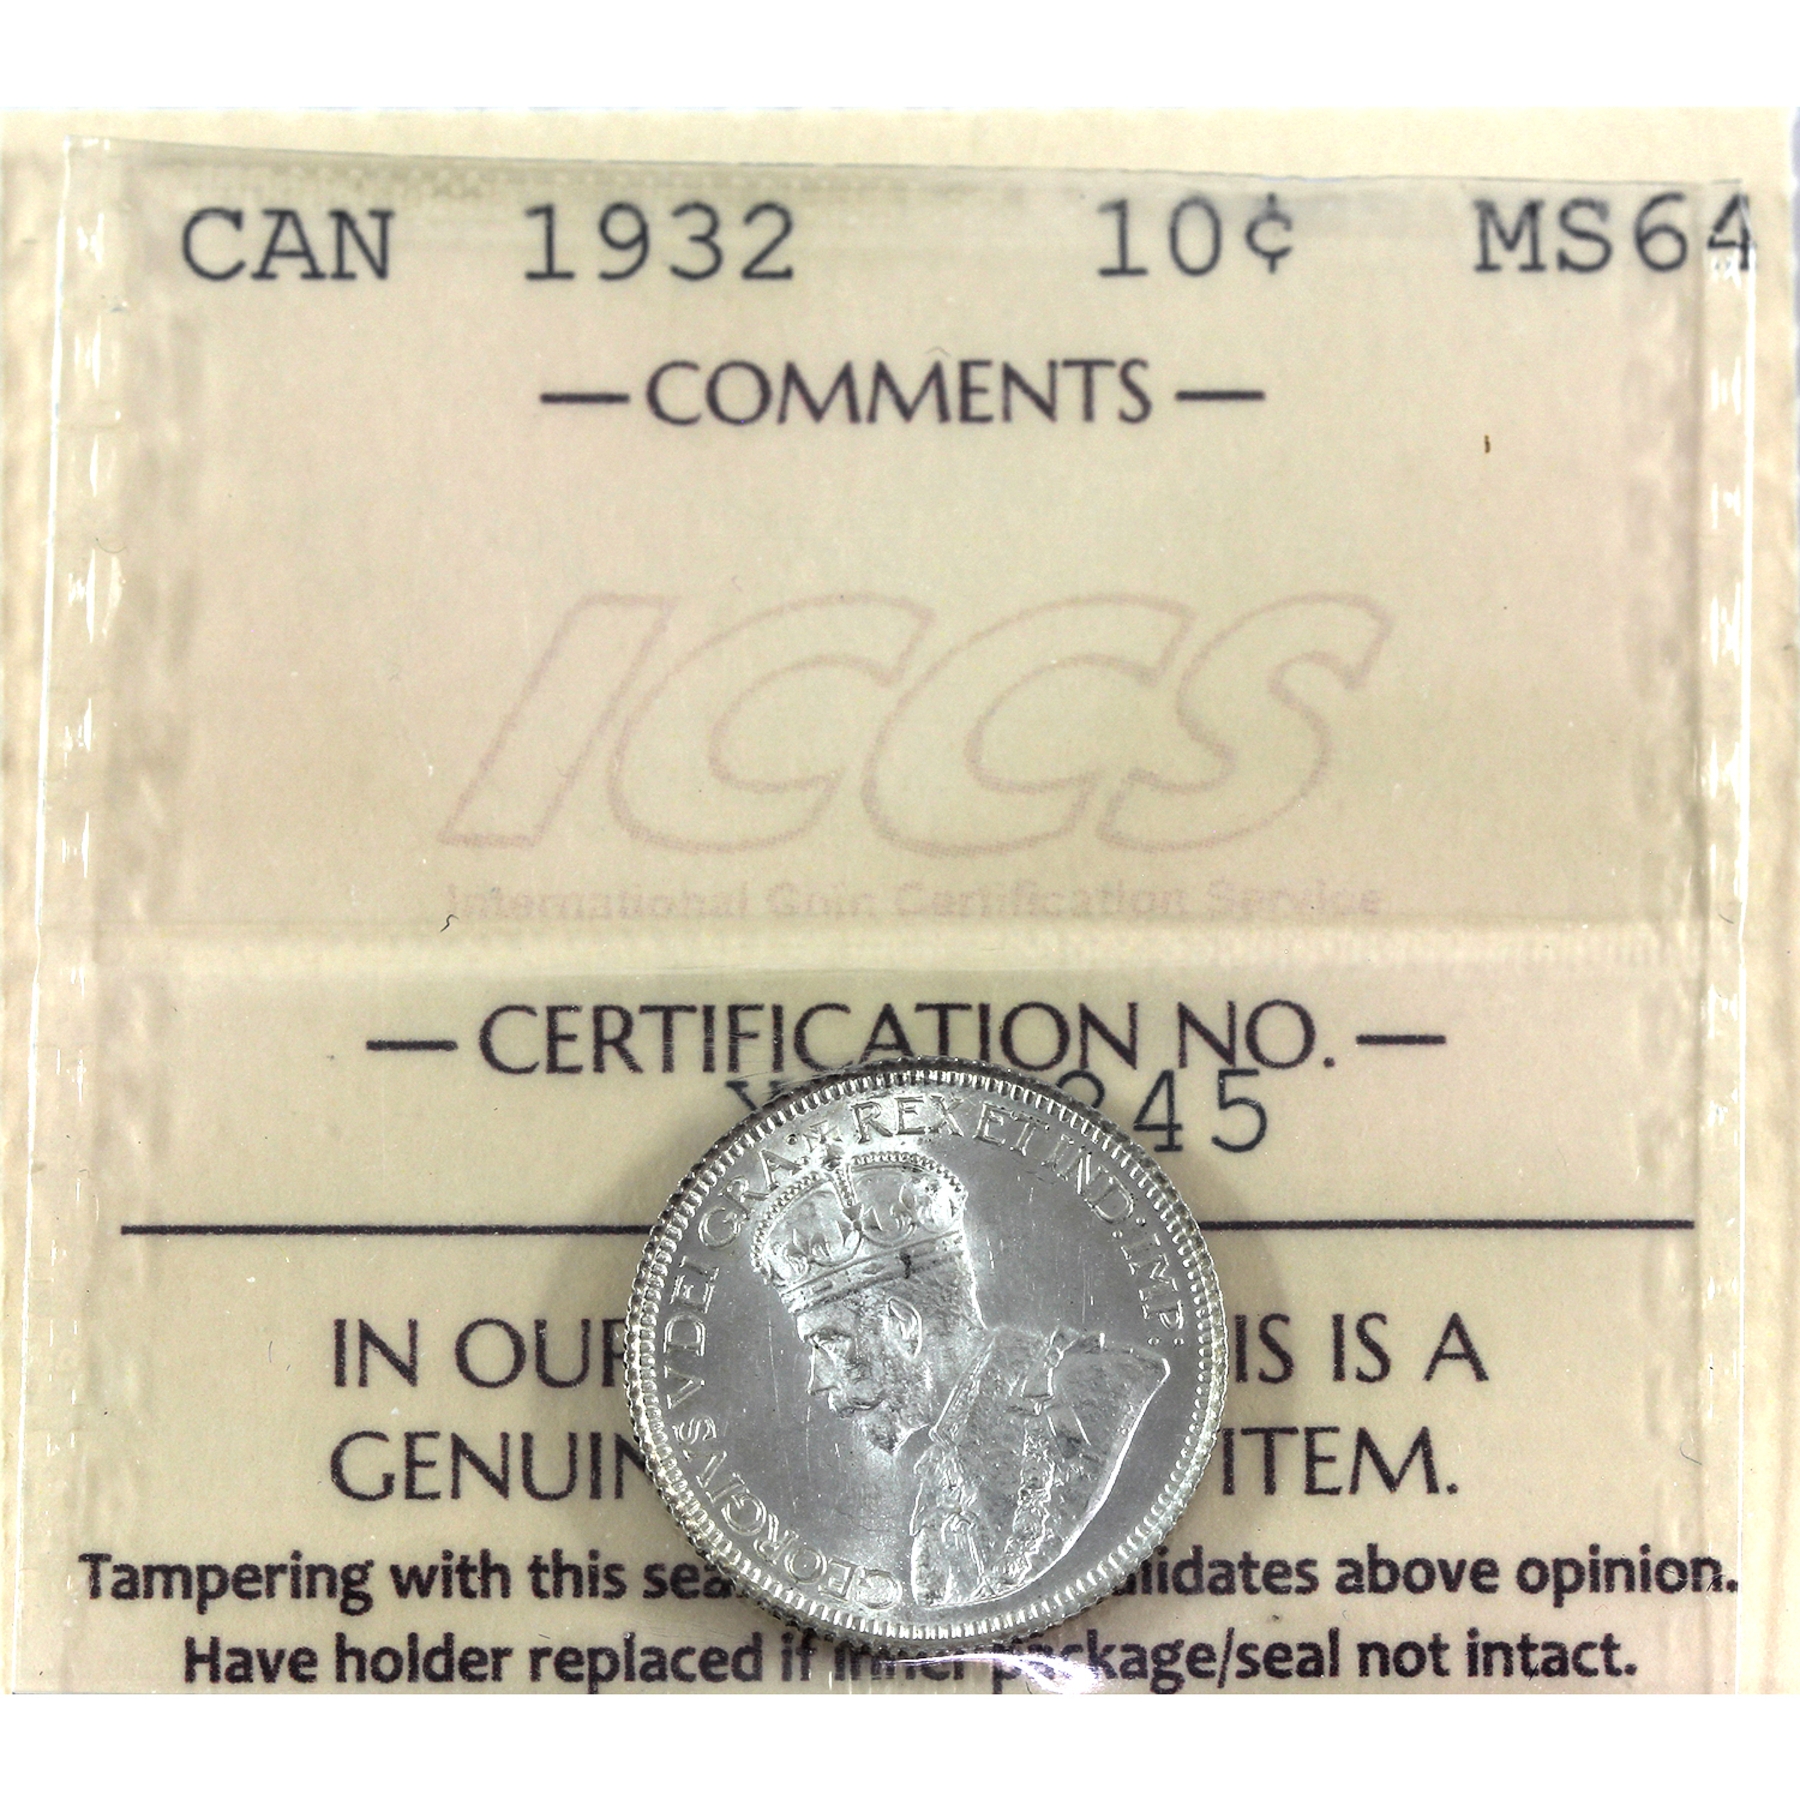 CAN 1932 10¢ MS64
— COMMENTS —
ICCS
International Coin Certification Service
— CERTIFICATION NO. —
345
IN OUR IS IS A
GENUIN ITEM.
Tampering with this sea lidates above opinion.
Have holder replaced if inner package/seal not intact.
GEORGIVS V DEI GRA: REX ET IND: IMP: